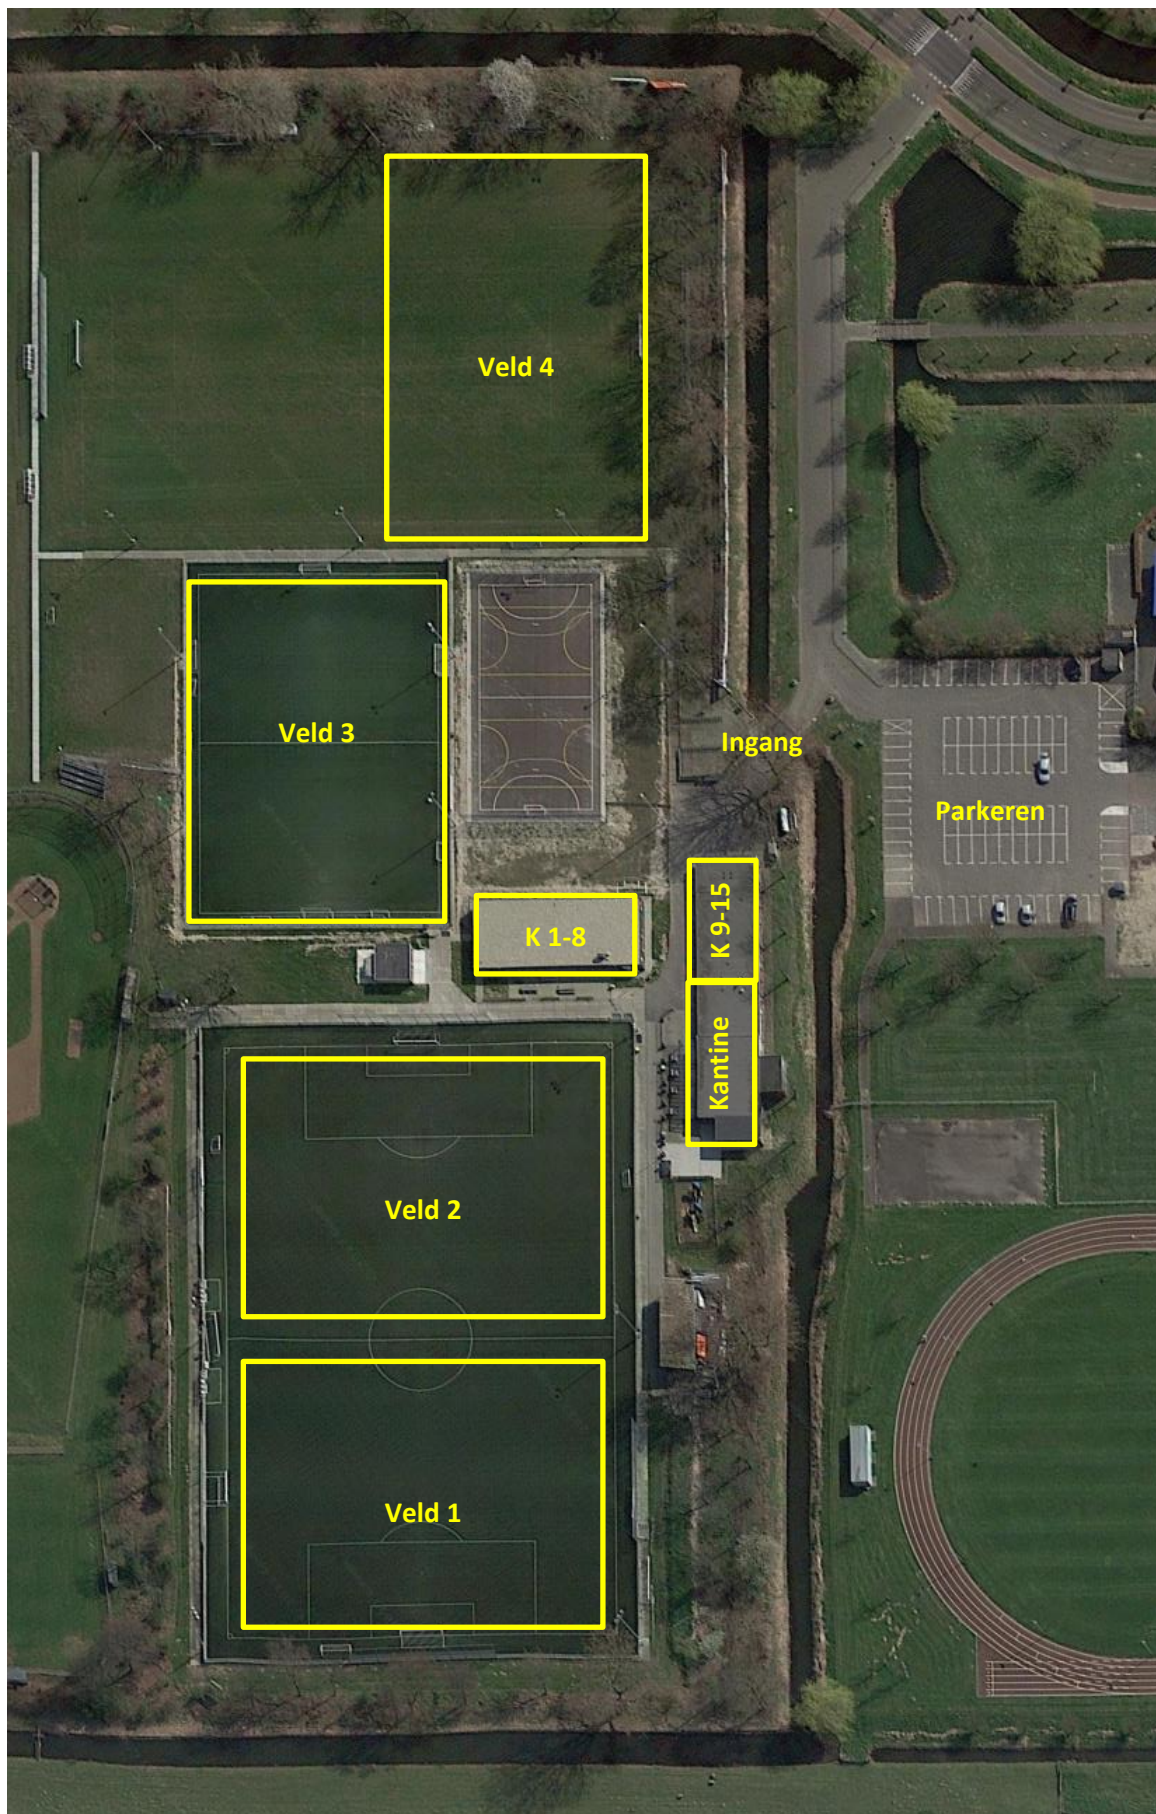 Veld 4
Veld 3
Ingang
Parkeren
K 1-8
K 9-15
Kantine
Veld 2
Veld 1